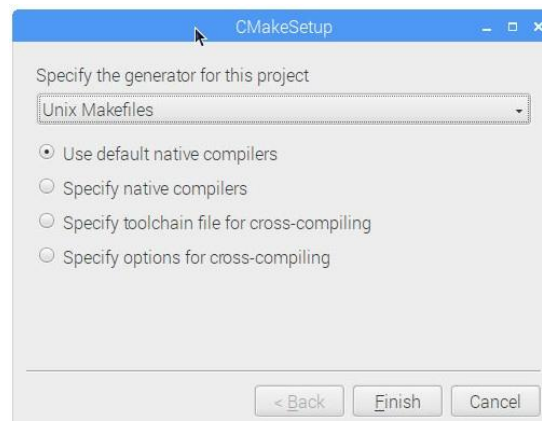 CMakeSetup
Specify the generator for this project
Unix Makefiles
Use default native compilers
Specify native compilers
Specify toolchain file for cross-compiling
Specify options for cross-compiling
< Back Finish Cancel